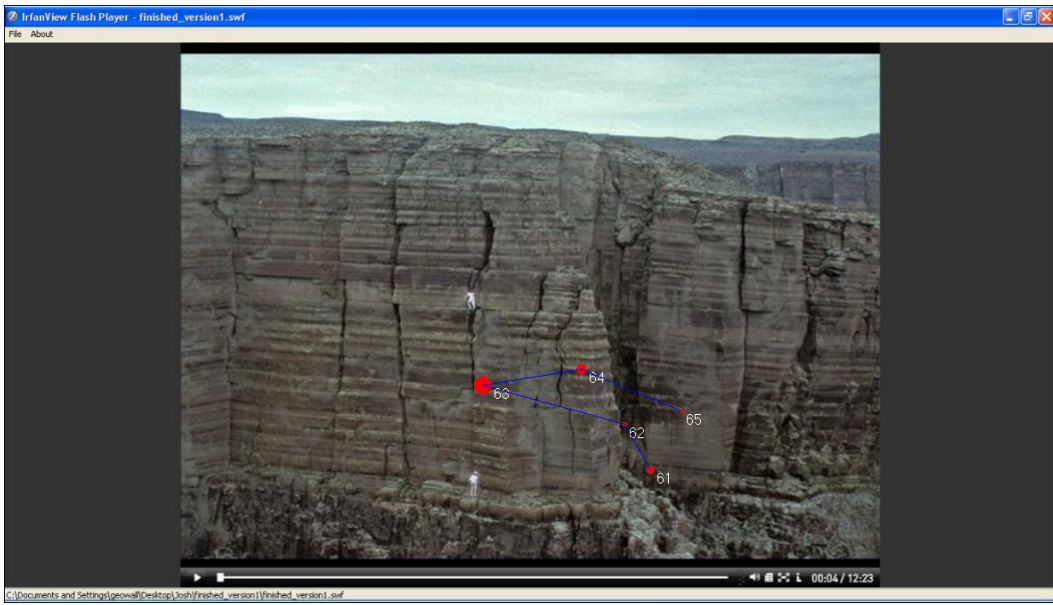 IrfanView Flash Player - finished_version1.swf
File About
63
64
65
62
61
00:04 / 12:23
C:\Documents and Settings\geowall\Desktop\Josh\finished_version1\finished_version1.swf